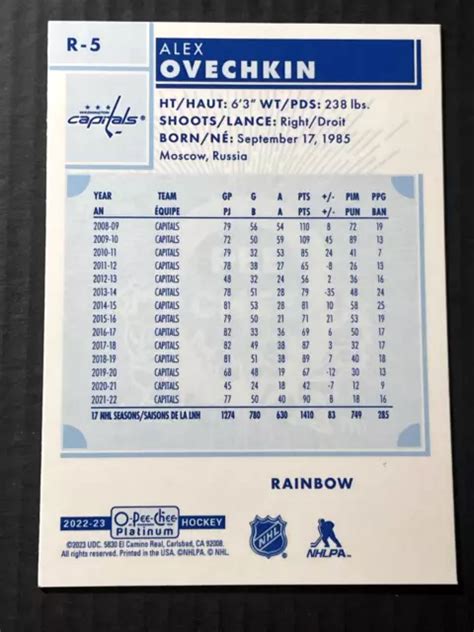 R-5
ALEX
OVECHKIN
WASHINGTON
capitals
HT/HAUT: 6'3" WT/PDS: 238 lbs.
SHOOTS/LANCE: Right/Droit
BORN/NÉ: September 17, 1985
Moscow, Russia
YEAR TEAM GP G A PTS +/- PIM PPG
AN ÉQUIPE PJ B A PTS +/- PUN BAN
2008-09 CAPITALS 79 56 54 110 8 72 19
2009-10 CAPITALS 72 50 59 109 45 89 13
2010-11 CAPITALS 79 32 53 85 24 41 7
2011-12 CAPITALS 78 38 27 65 -8 26 15
2012-13 CAPITALS 48 32 24 56 2 36 16
2013-14 CAPITALS 78 51 28 79 -35 48 24
2014-15 CAPITALS 81 53 28 81 10 58 25
2015-16 CAPITALS 79 50 21 71 21 53 19
2016-17 CAPITALS 82 33 36 69 6 50 17
2017-18 CAPITALS 82 49 38 87 3 32 17
2018-19 CAPITALS 81 51 38 89 7 40 18
2019-20 CAPITALS 68 48 19 67 -12 30 13
2020-21 CAPITALS 45 24 18 42 -7 12 9
2021-22 CAPITALS 77 50 40 90 8 18 16
17 NHL SEASONS/SAISONS DE LA LNH 1274 780 630 1410 83 749 285
RAINBOW
2022-23 O-Pee-Chee Platinum HOCKEY
NHL
NHLPA
©2023 UDC. 5830 El Camino Real, Carlsbad, CA 92008.
All rights reserved. Printed in the USA. ©NHLPA. © NHL.